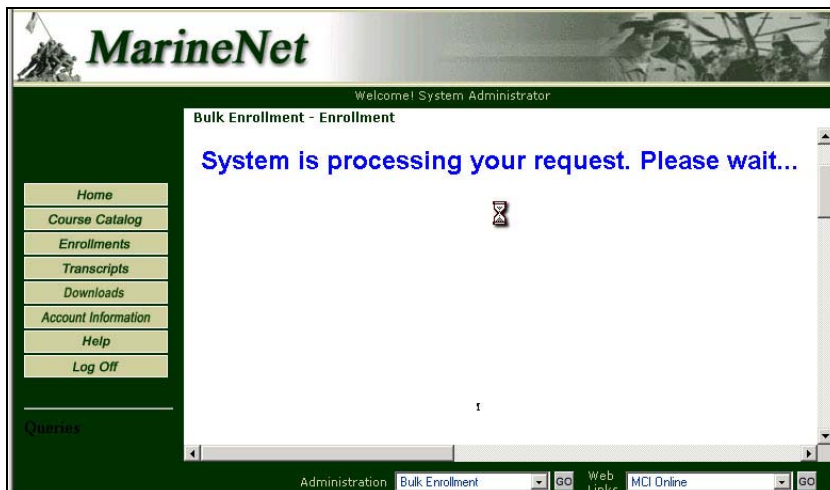 MarineNet
Welcome! System Administrator
Bulk Enrollment - Enrollment
System is processing your request. Please wait...
Home
Course Catalog
Enrollments
Transcripts
Downloads
Account Information
Help
Log Off
Queries
Administration Bulk Enrollment GO Web Links MCI Online GO